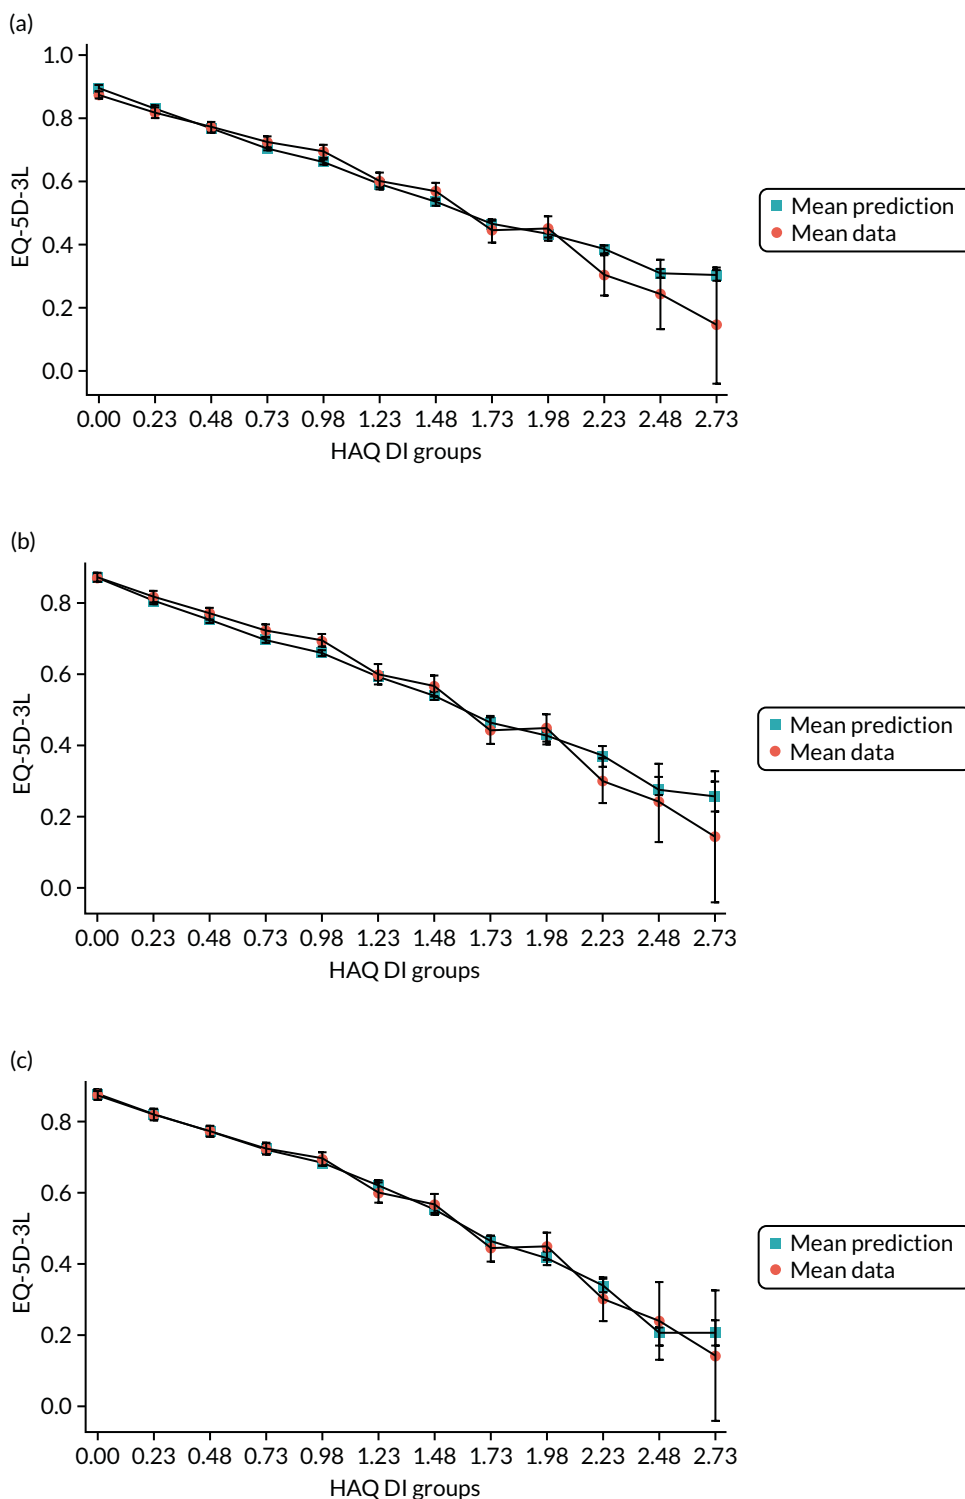 (a)
1.0
0.8
0.6
0.4
0.2
0.0
EQ-5D-3L
0.00 0.23 0.48 0.73 0.98 1.23 1.48 1.73 1.98 2.23 2.48 2.73
HAQ DI groups
Mean prediction
Mean data
(b)
0.8
0.6
0.4
0.2
0.0
EQ-5D-3L
0.00 0.23 0.48 0.73 0.98 1.23 1.48 1.73 1.98 2.23 2.48 2.73
HAQ DI groups
Mean prediction
Mean data
(c)
0.8
0.6
0.4
0.2
0.0
EQ-5D-3L
0.00 0.23 0.48 0.73 0.98 1.23 1.48 1.73 1.98 2.23 2.48 2.73
HAQ DI groups
Mean prediction
Mean data